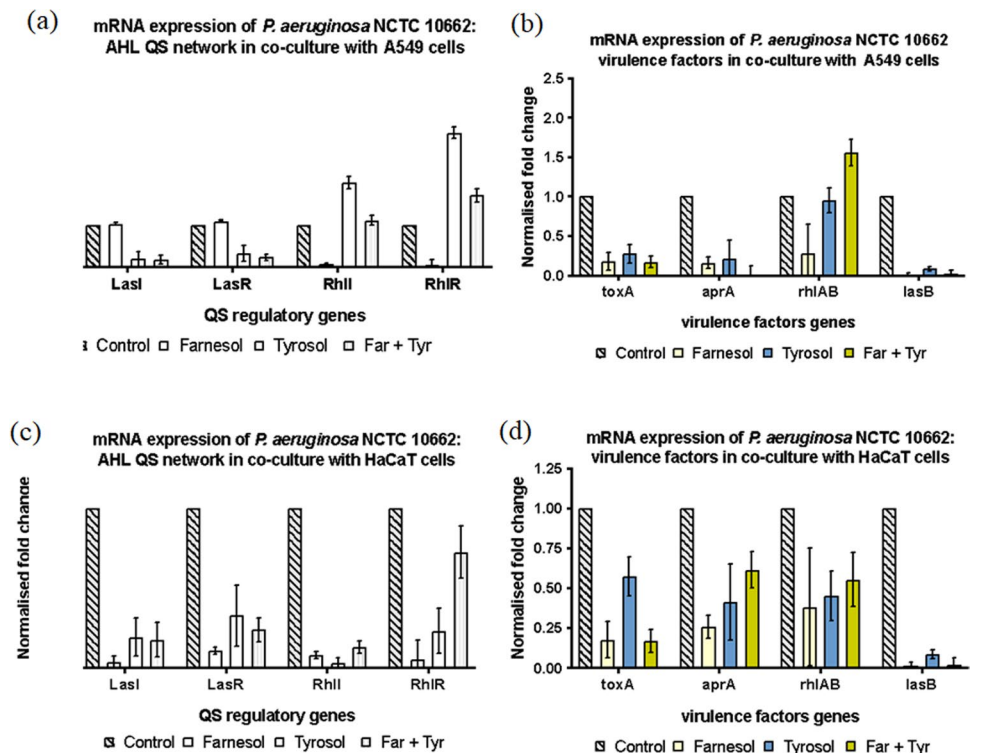 (a)
mRNA expression of P. aeruginosa NCTC 10662:
AHL QS network in co-culture with A549 cells
LasI
LasR
RhlI
RhlR
QS regulatory genes
Control
Farnesol
Tyrosol
Far + Tyr
(b)
mRNA expression of P. aeruginosa NCTC 10662
virulence factors in co-culture with A549 cells
Normalised fold change
2.5
2.0
1.5
1.0
0.5
0.0
toxA
aprA
rhlAB
lasB
virulence factors genes
Control
Farnesol
Tyrosol
Far + Tyr
(c)
mRNA expression of P. aeruginosa NCTC 10662:
AHL QS network in co-culture with HaCaT cells
Normalised fold change
LasI
LasR
RhlI
RhlR
QS regulatory genes
Control
Farnesol
Tyrosol
Far + Tyr
(d)
mRNA expression of P. aeruginosa NCTC 10662:
virulence factors in co-culture with HaCaT cells
Normalised fold change
1.25
1.00
0.75
0.50
0.25
0.00
toxA
aprA
rhlAB
lasB
virulence factors genes
Control
Farnesol
Tyrosol
Far + Tyr